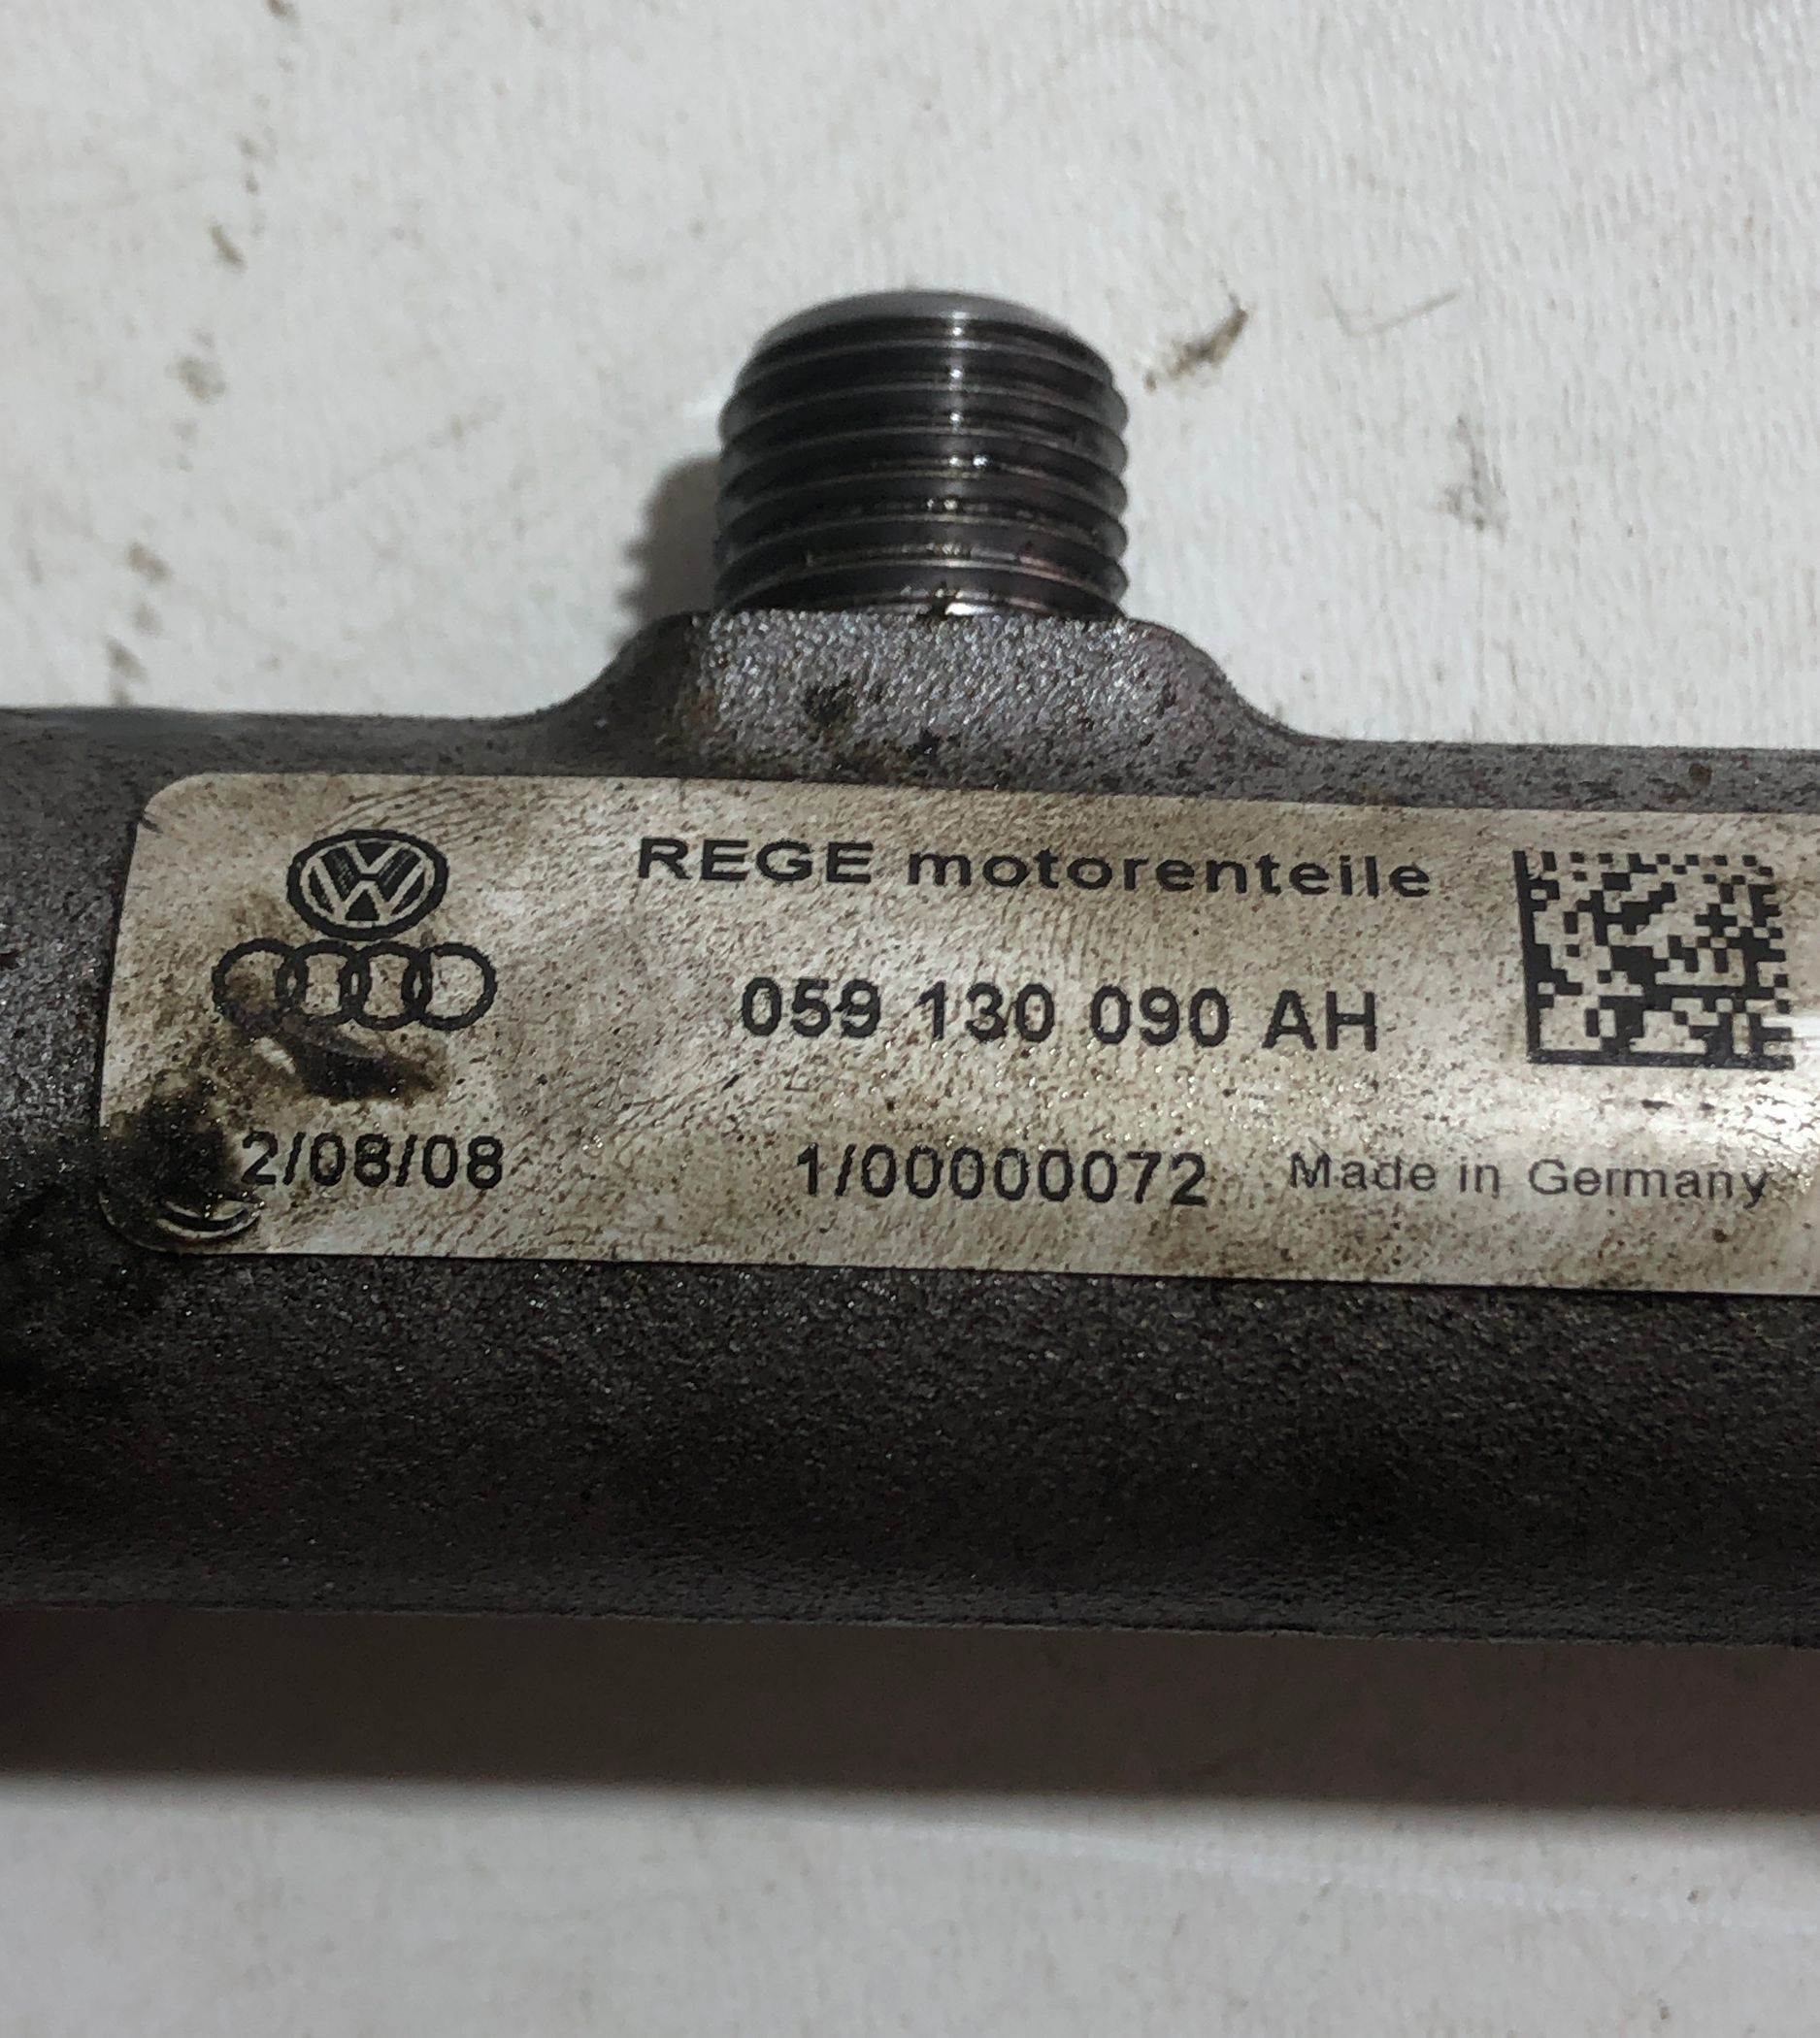 REGE motorenteile
059 130 090 AH
2/08/08 1/00000072 Made in Germany